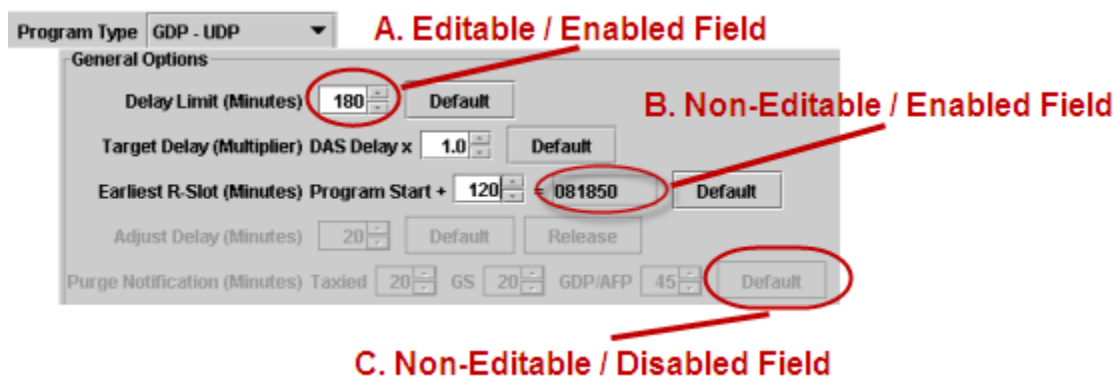 Program Type GDP - UDP A. Editable / Enabled Field
General Options
Delay Limit (Minutes) 180 Default
B. Non-Editable / Enabled Field
Target Delay (Multiplier) DAS Delay x 1.0 Default
Earliest R-Slot (Minutes) Program Start + 120 = 081850 Default
Adjust Delay (Minutes) 20 Default Release
Purge Notification (Minutes) Taxied 20 GS 20 GDP/AFP 45 Default
C. Non-Editable / Disabled Field